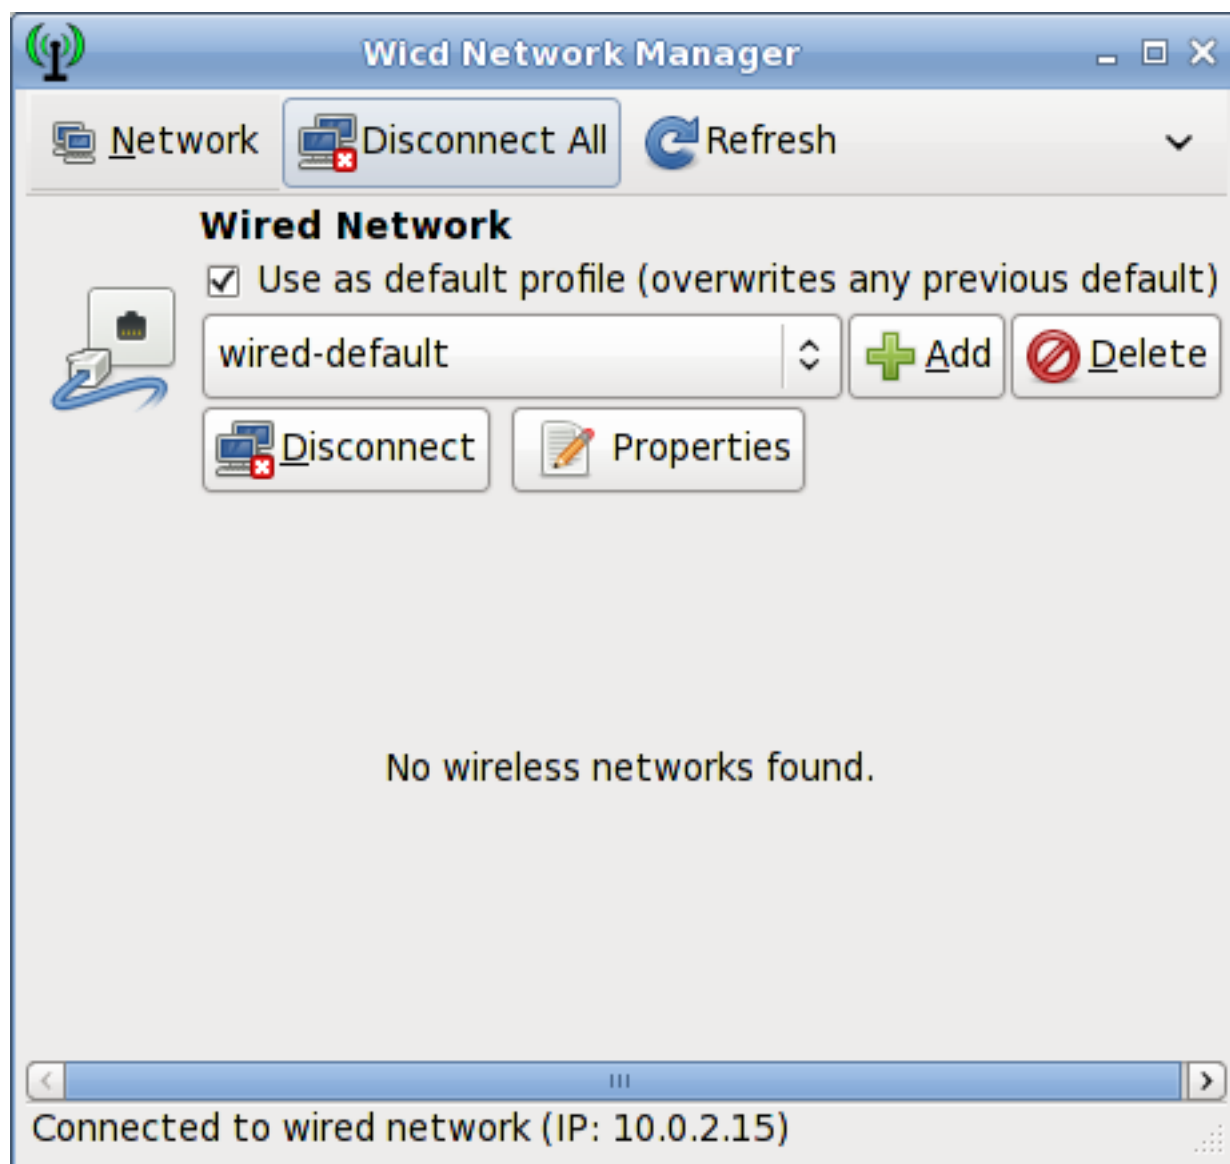 Wicd Network Manager
Network Disconnect All Refresh
Wired Network
Use as default profile (overwrites any previous default)
wired-default Add Delete
Disconnect Properties
No wireless networks found.
Connected to wired network (IP: 10.0.2.15)